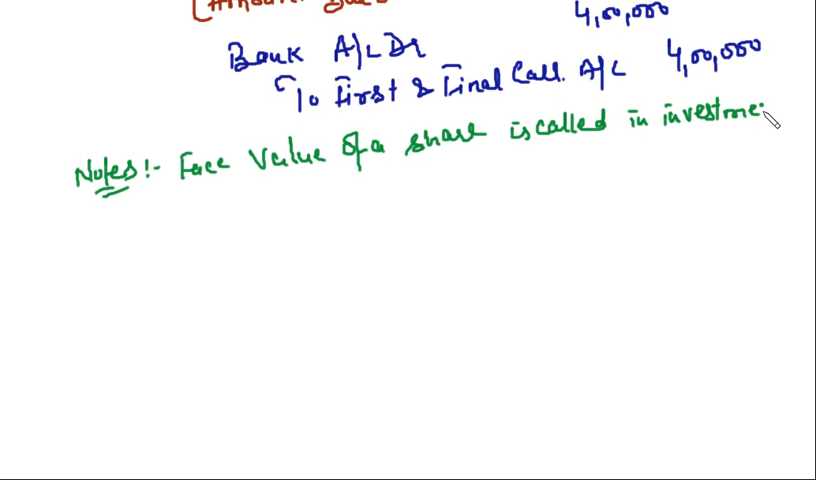 4,00,000
Bank A/c Dr
To First & Final Call. A/c 4,00,000
Notes:- Face Value Of a share is called in investme